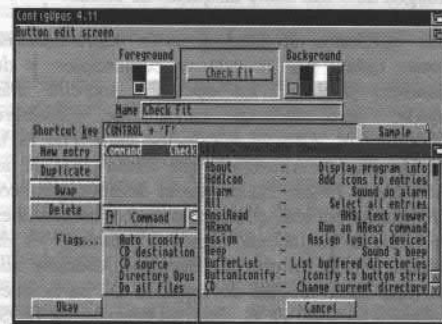 ConfigOpus 4.11
Button edit screen
Foreground
Background
Check Fit
Name Check Fit
Shortcut key CONTROL + 'F'
Sample
New entry
Duplicate
Swap
Delete
Command Check
Command
Flags...
Auto iconify
CD destination
CD source
Directory Opus
Do all files
Okay
About - Display program info
AddIcon - Add icons to entries
Alarm - Sound an alarm
All - Select all entries
AnsiRead - ANSI text viewer
ARexx - Run an ARexx command
Assign - Assign logical devices
Beep - Sound a beep
BufferList - List buffered directories
ButtonIconify - Iconify to button strip
CD - Change current directory
Cancel